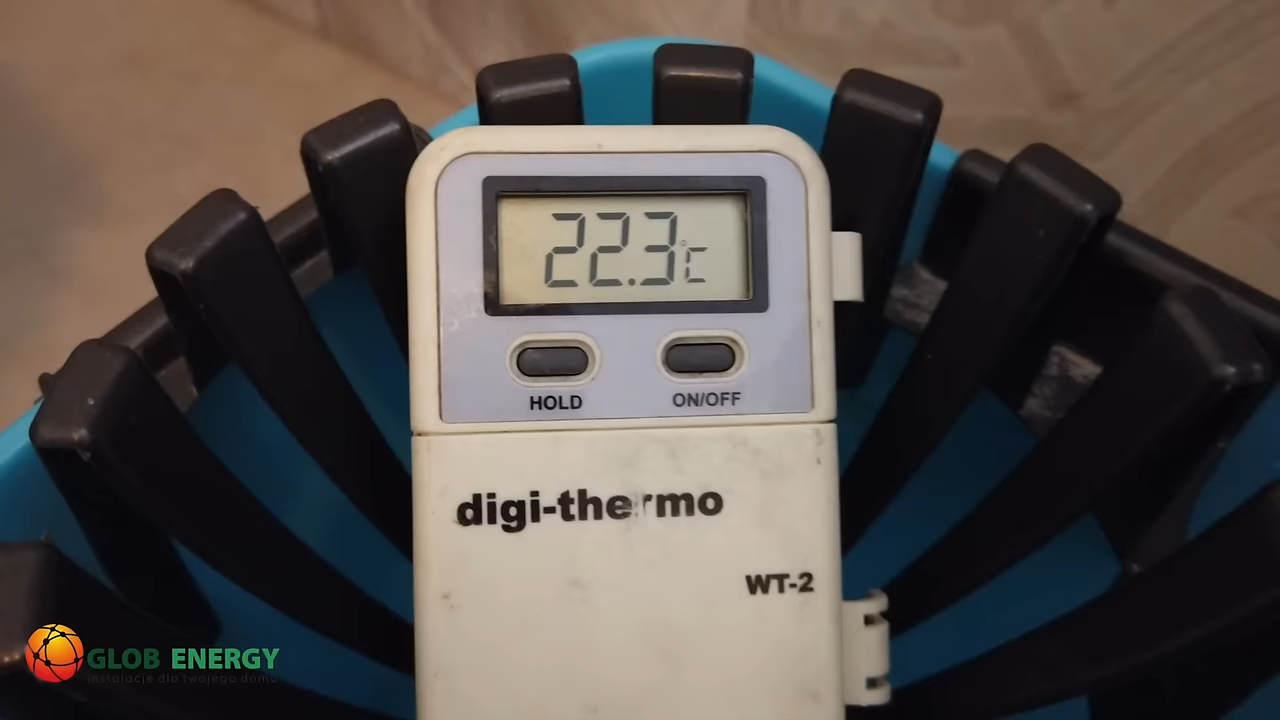 22.3°C
HOLD ON/OFF
digi-thermo
WT-2
GLOB ENERGY
instalacje dla twojego domu